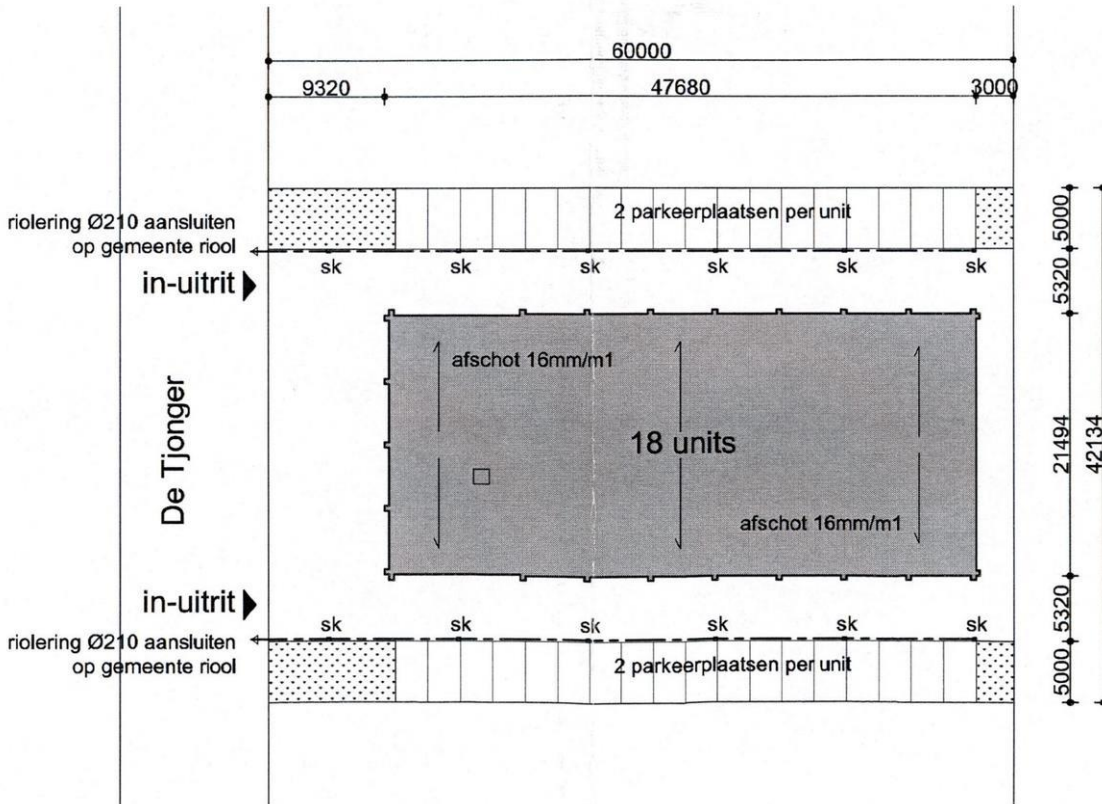 60000
9320
47680
3000
2 parkeerplaatsen per unit
riolering Ø210 aansluiten
op gemeente riool
sk
sk
sk
sk
sk
sk
in-uitrit
afschot 16mm/m1
18 units
De Tjonger
afschot 16mm/m1
in-uitrit
sk
sk
sk
sk
sk
sk
riolering Ø210 aansluiten
op gemeente riool
2 parkeerplaatsen per unit
5000
5320
21494
42134
5320
5000